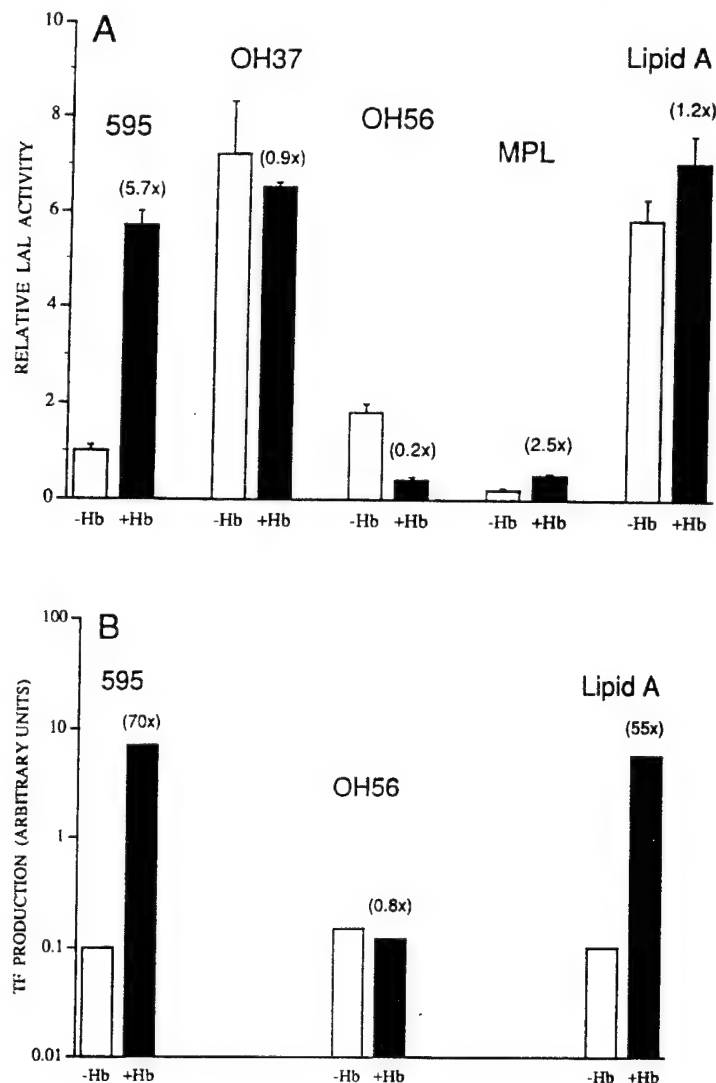 A
RELATIVE LAL ACTIVITY
10
8
6
4
2
0
595
(5.7x)
OH37
(0.9x)
OH56
(0.2x)
MPL
(2.5x)
Lipid A
(1.2x)
-Hb +Hb
-Hb +Hb
-Hb +Hb
-Hb +Hb
-Hb +Hb
B
TF PRODUCTION (ARBITRARY UNITS)
100
10
1
0.1
0.01
595
(70x)
OH56
(0.8x)
Lipid A
(55x)
-Hb +Hb
-Hb +Hb
-Hb +Hb